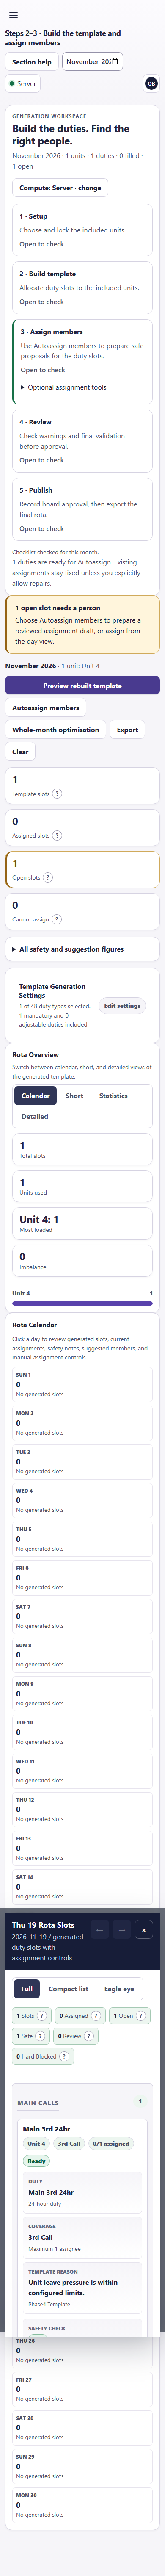 Steps 2–3 · Build the template and
assign members
Section help
November 202
Server
OB
GENERATION WORKSPACE
Build the duties. Find the
right people.
November 2026 · 1 units · 1 duties · 0 filled ·
1 open
Compute: Server · change
1 · Setup
Choose and lock the included units.
Open to check
2 · Build template
Allocate duty slots to the included units.
Open to check
3 · Assign members
Use Autoassign members to prepare safe
proposals for the duty slots.
Open to check
Optional assignment tools
4 · Review
Check warnings and final validation
before approval.
Open to check
5 · Publish
Record board approval, then export the
final rota.
Open to check
Checklist checked for this month.
1 duties are ready for Autoassign. Existing
assignments stay fixed unless you explicitly
allow repairs.
1 open slot needs a person
Choose Autoassign members to prepare a
reviewed assignment draft, or assign from
the day view.
November 2026 · 1 unit: Unit 4
Preview rebuilt template
Autoassign members
Whole-month optimisation
Export
Clear
1
Template slots ?
0
Assigned slots ?
1
Open slots ?
0
Cannot assign ?
All safety and suggestion figures
Template Generation
Settings
1 of 48 duty types selected.
1 mandatory and 0
adjustable duties included.
Edit settings
Rota Overview
Switch between calendar, short, and detailed views of
the generated template.
Calendar
Short
Statistics
Detailed
1
Total slots
1
Units used
Unit 4: 1
Most loaded
0
Imbalance
Unit 4
1
Rota Calendar
Click a day to review generated slots, current
assignments, safety notes, suggested members, and
manual assignment controls.
SUN 1
0
No generated slots
MON 2
0
No generated slots
TUE 3
0
No generated slots
WED 4
0
No generated slots
THU 5
0
No generated slots
FRI 6
0
No generated slots
SAT 7
0
No generated slots
SUN 8
0
No generated slots
MON 9
0
No generated slots
TUE 10
0
No generated slots
WED 11
0
No generated slots
THU 12
0
No generated slots
FRI 13
0
No generated slots
SAT 14
0
No generated slots
Thu 19 Rota Slots
2026-11-19 / generated
duty slots with
assignment controls
←
→
x
Full
Compact list
Eagle eye
1 Slots ?
0 Assigned ?
1 Open ?
1 Safe ?
0 Review ?
0 Hard Blocked ?
MAIN CALLS
1
Main 3rd 24hr
Unit 4
3rd Call
0/1 assigned
Ready
DUTY
Main 3rd 24hr
24-hour duty
COVERAGE
3rd Call
Maximum 1 assignee
TEMPLATE REASON
Unit leave pressure is within
configured limits.
Phase4 Template
SAFETY CHECK
THU 26
0
No generated slots
FRI 27
0
No generated slots
SAT 28
0
No generated slots
SUN 29
0
No generated slots
MON 30
0
No generated slots